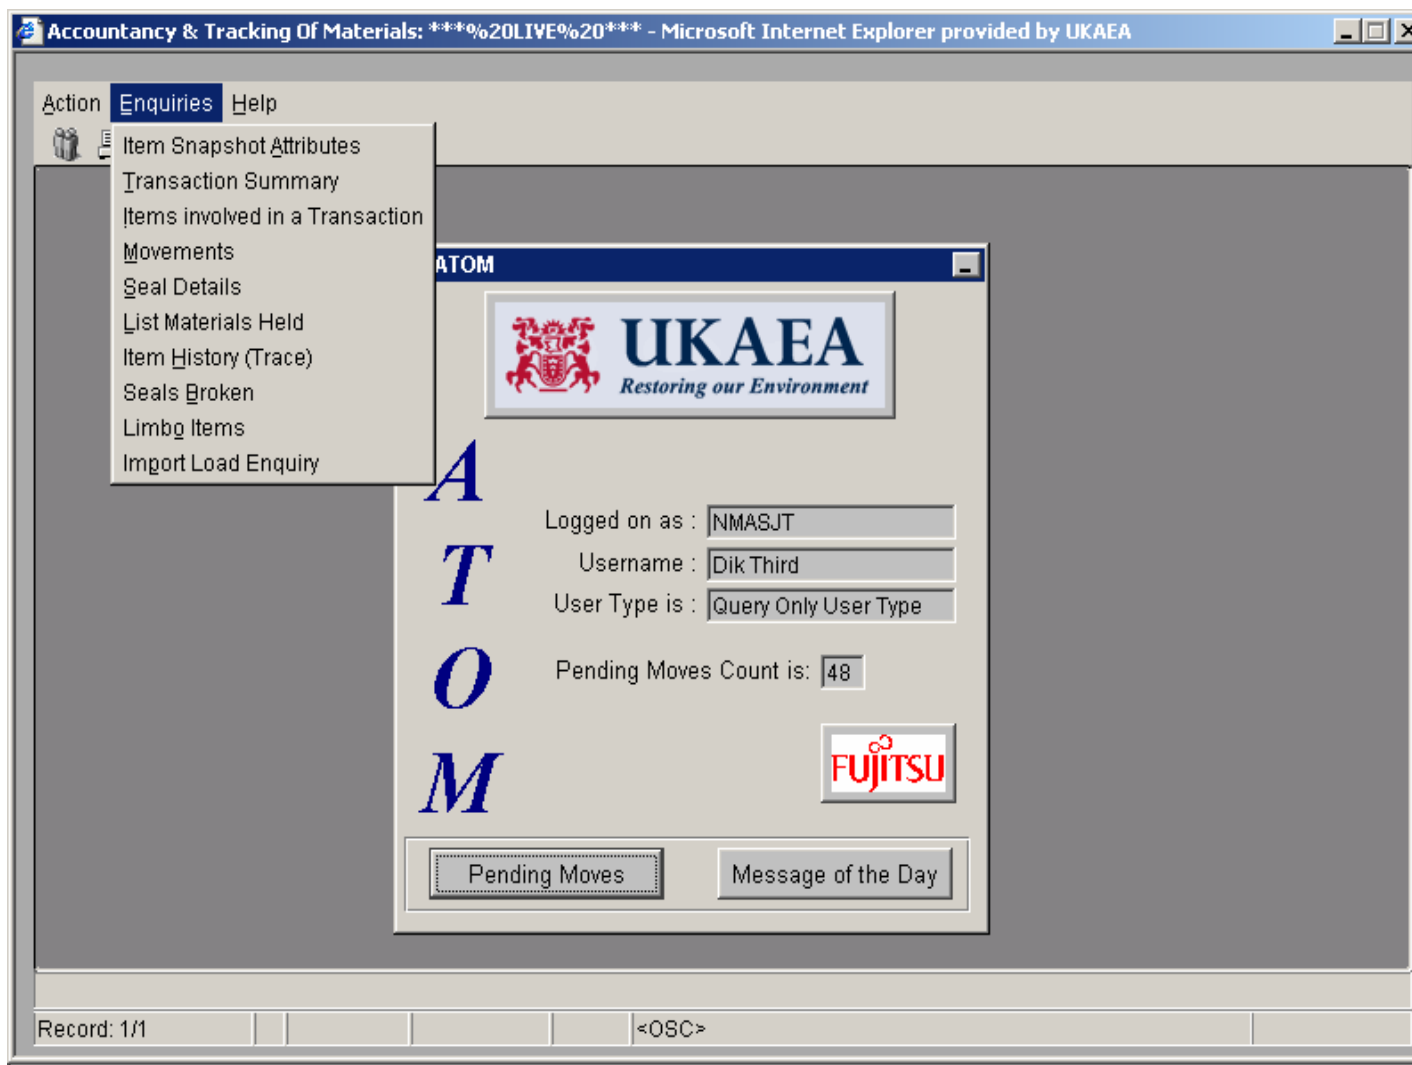 Accountancy & Tracking Of Materials: ***%20LIVE%20*** - Microsoft Internet Explorer provided by UKAEA
Action Enquiries Help
Item Snapshot Attributes
Transaction Summary
Items involved in a Transaction
Movements
Seal Details
List Materials Held
Item History (Trace)
Seals Broken
Limbo Items
Import Load Enquiry
ATOM
UKAEA
Restoring our Environment
A
T
O
M
Logged on as : NMASJT
Username : Dik Third
User Type is : Query Only User Type
Pending Moves Count is: 48
FUJITSU
Pending Moves Message of the Day
Record: 1/1 <OSC>